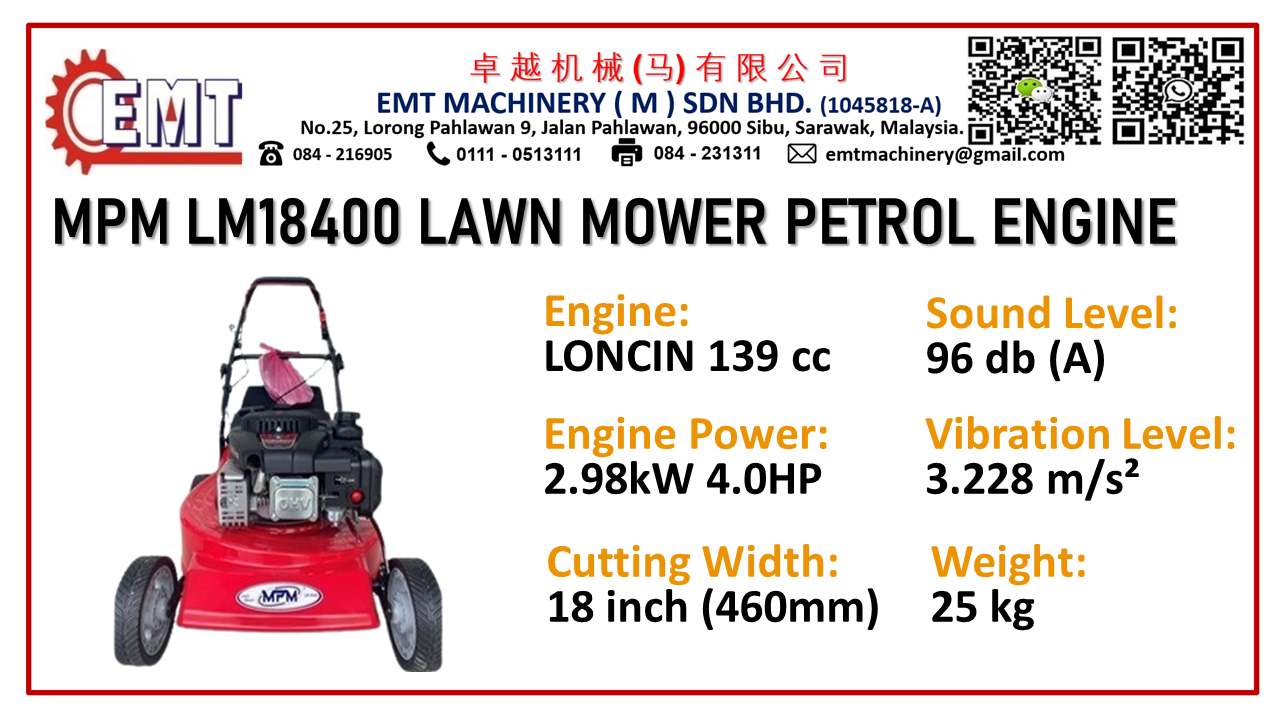 EMT
卓越机械(马)有限公司
EMT MACHINERY ( M ) SDN BHD. (1045818-A)
No.25, Lorong Pahlawan 9, Jalan Pahlawan, 96000 Sibu, Sarawak, Malaysia.
084 - 216905 0111 - 0513111 084 - 231311 emtmachinery@gmail.com
MPM LM18400 LAWN MOWER PETROL ENGINE
Engine:
LONCIN 139 cc
Sound Level:
96 db (A)
Engine Power:
2.98kW 4.0HP
Vibration Level:
3.228 m/s²
Cutting Width:
18 inch (460mm)
Weight:
25 kg
OHV
MPM